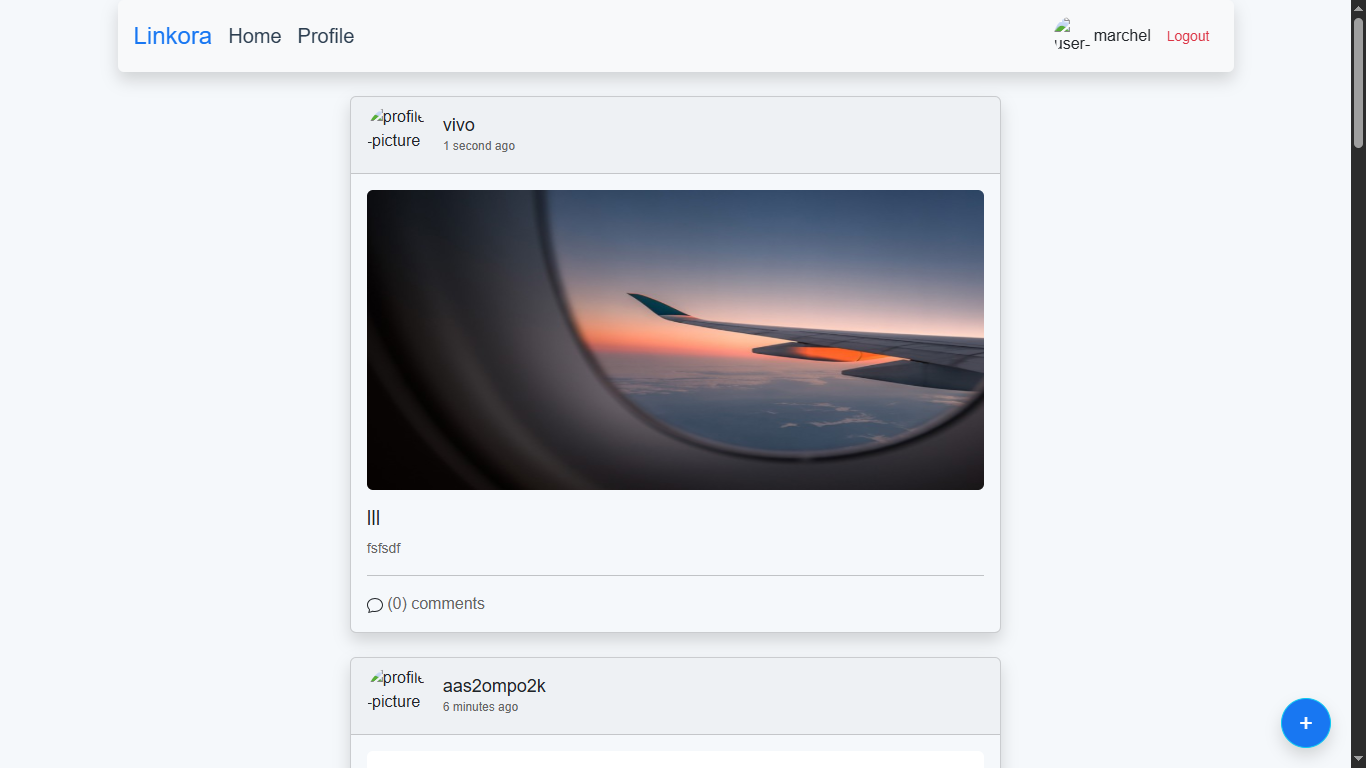 Linkora Home Profile
user- marchel Logout
profile
-picture
vivo
1 second ago
lll
fsfsdf
(0) comments
profile
-picture
aas2ompo2k
6 minutes ago
+